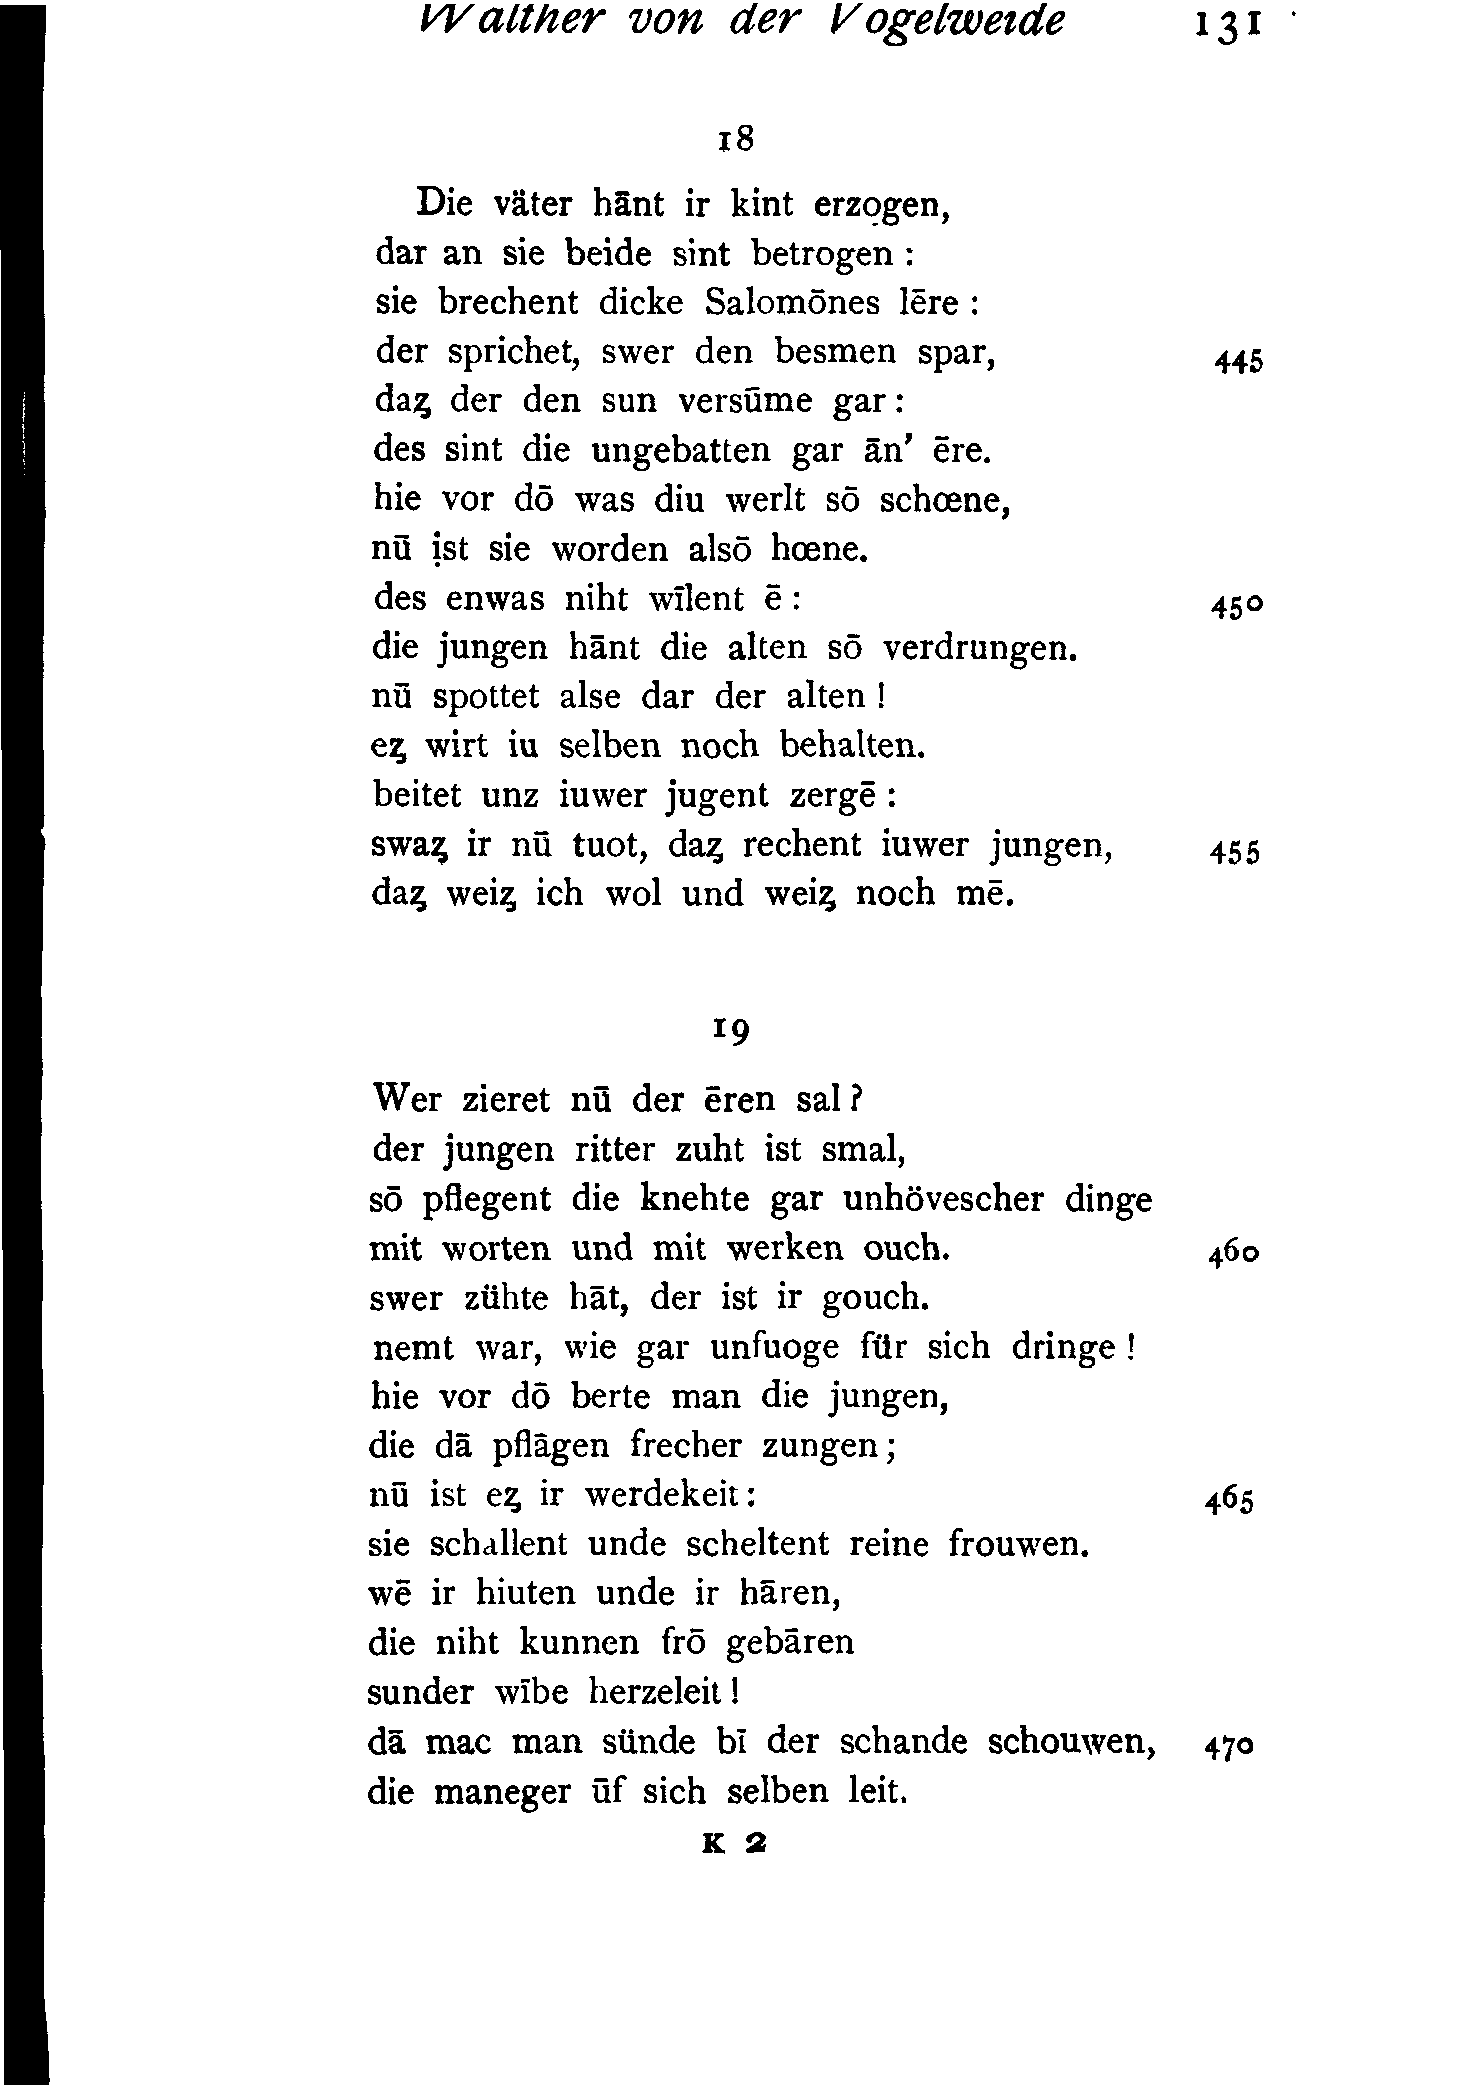 Walther von der Vogelweide 131
18
Die väter hānt ir kint erzogen,
dar an sie beide sint betrogen :
sie brechent dicke Salomōnes lēre :
der sprichet, swer den besmen spar, 445
daȥ der den sun versūme gar :
des sint die ungebatten gar ān' ēre.
hie vor dō was diu werlt sō schœne,
nū ist sie worden alsō hœne.
des enwas niht wīlent ē : 450
die jungen hānt die alten sō verdrungen.
nū spottet alse dar der alten !
eȥ wirt iu selben noch behalten.
beitet unz iuwer jugent zergē :
swaȥ ir nū tuot, daȥ rechent iuwer jungen, 455
daȥ weiȥ ich wol und weiȥ noch mē.
19
Wer zieret nū der ēren sal ?
der jungen ritter zuht ist smal,
sō pflegent die knehte gar unhövescher dinge
mit worten und mit werken ouch. 460
swer zühte hāt, der ist ir gouch.
nemt war, wie gar unfuoge für sich dringe !
hie vor dō berte man die jungen,
die dā pflāgen frecher zungen ;
nū ist eȥ ir werdekeit : 465
sie schallent unde scheltent reine frouwen.
wē ir hiuten unde ir hāren,
die niht kunnen frō gebāren
sunder wībe herzeleit !
dā mac man sünde bī der schande schouwen, 470
die maneger ūf sich selben leit.
K 2